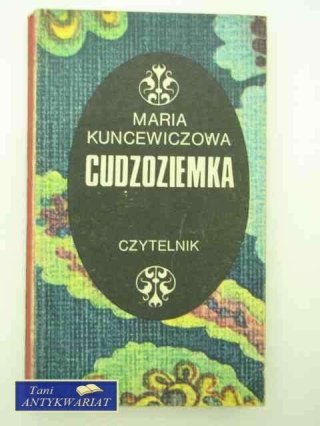 MARIA
KUNCEWICZOWA
CUDZOZIEMKA
CZYTELNIK
Tani
ANTYKWARIAT